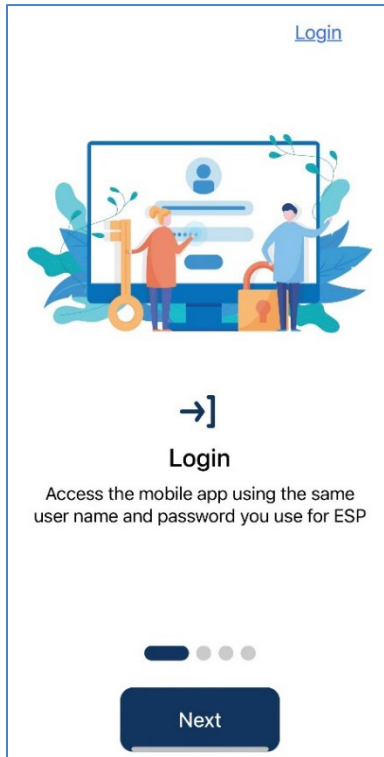 Login
Login
Access the mobile app using the same
user name and password you use for ESP
Next